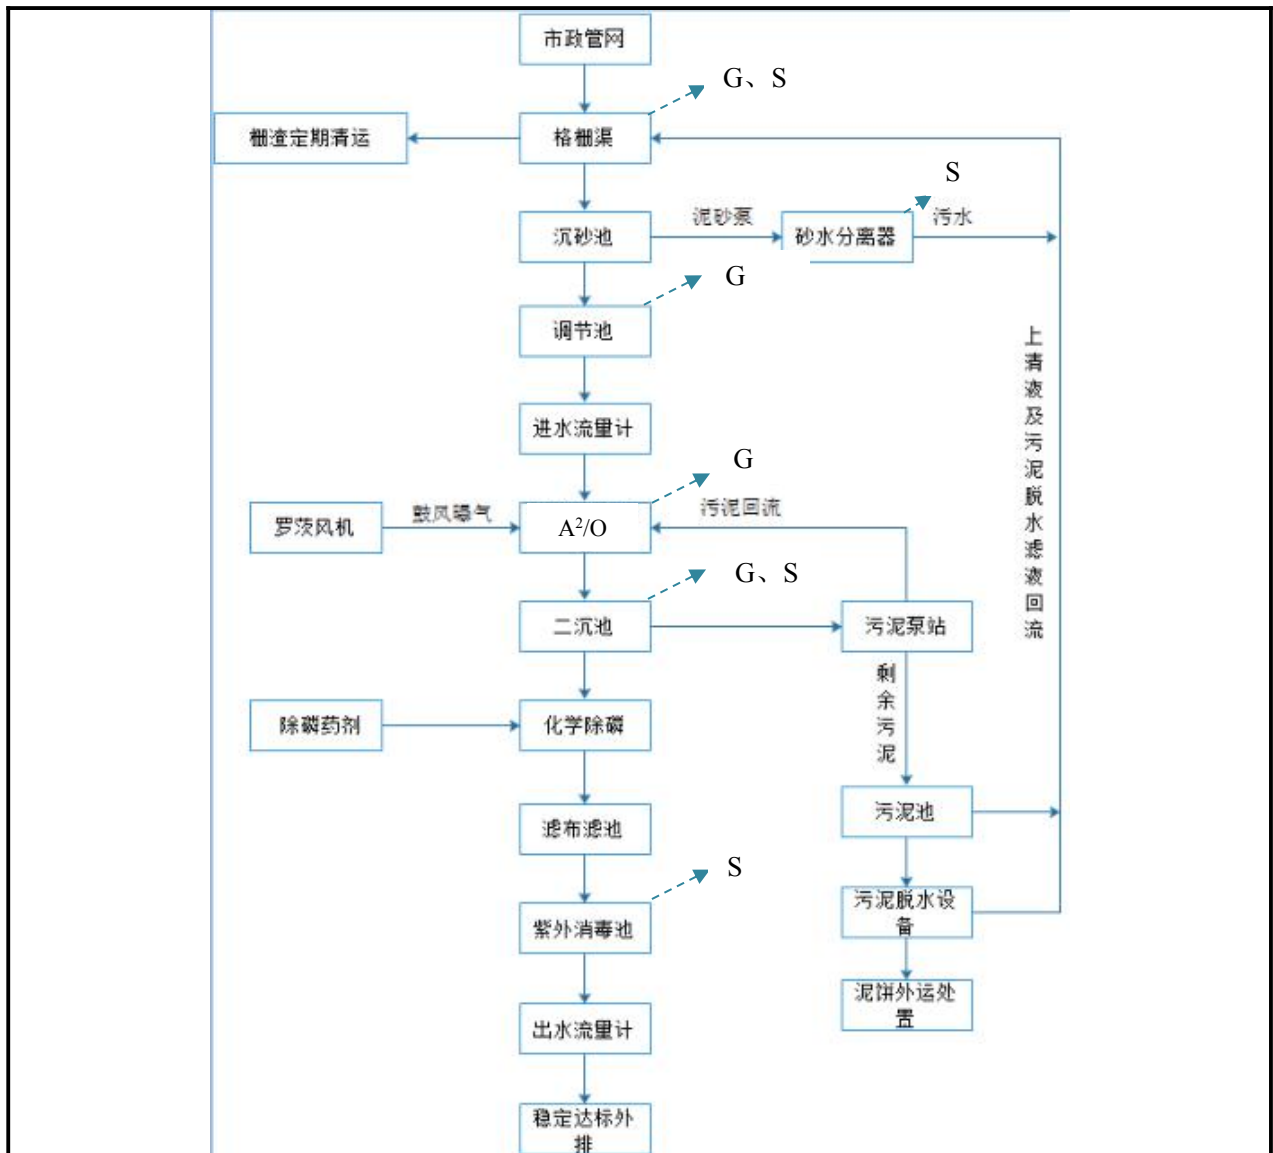 市政管网
G、S
栅渣定期清运
格栅渠
S
泥砂泵
污水
沉砂池
砂水分离器
G
调节池
上清液及污泥脱水滤液回流
进水流量计
G
罗茨风机
鼓风曝气
A²/O
污泥回流
G、S
二沉池
污泥泵站
剩余污泥
除磷药剂
化学除磷
污泥池
滤布滤池
S
紫外消毒池
污泥脱水设
备
泥饼外运处
置
出水流量计
稳定达标外
排